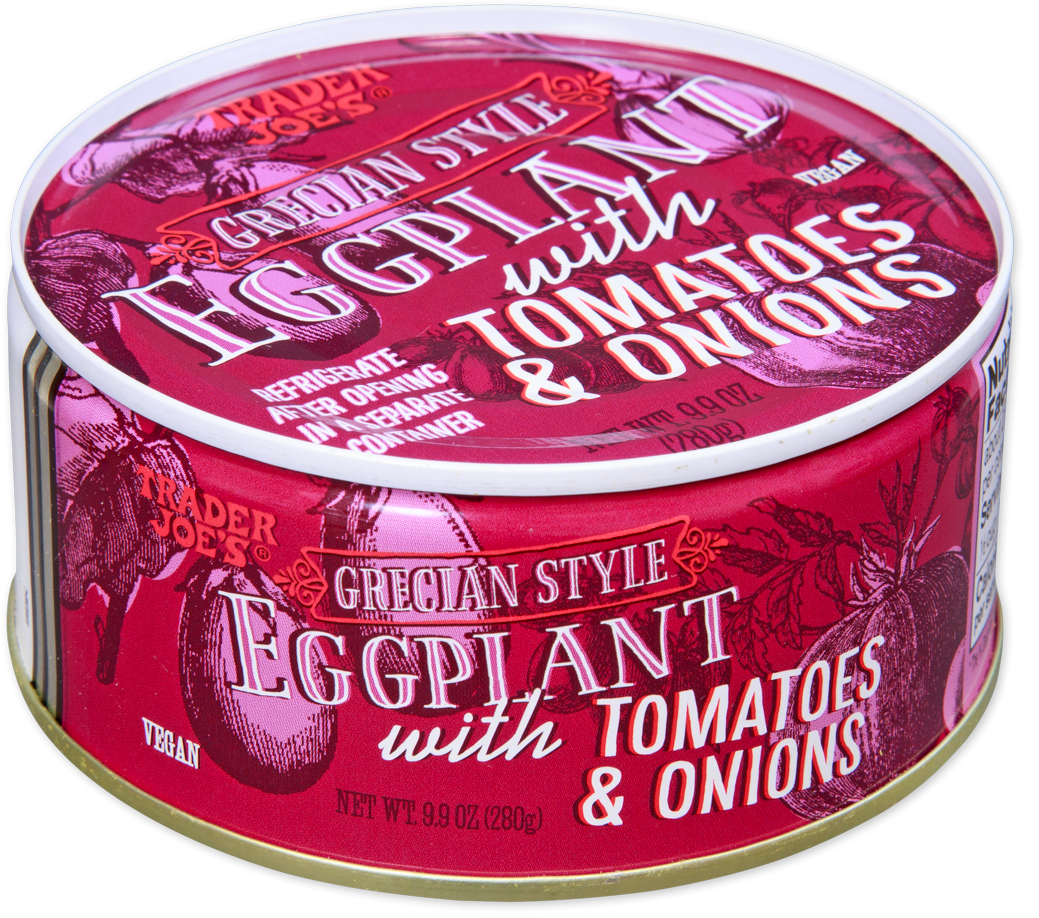 TRADER
JOE'S®
GRECIAN STYLE
EGGPLANT
with
TOMATOES
& ONIONS
VEGAN
REFRIGERATE
AFTER OPENING
IN A SEPARATE
CONTAINER
NET WT. 9.9 OZ
(280g)
TRADER
JOE'S®
GRECIAN STYLE
EGGPLANT
with TOMATOES
& ONIONS
VEGAN
NET WT. 9.9 OZ (280g)